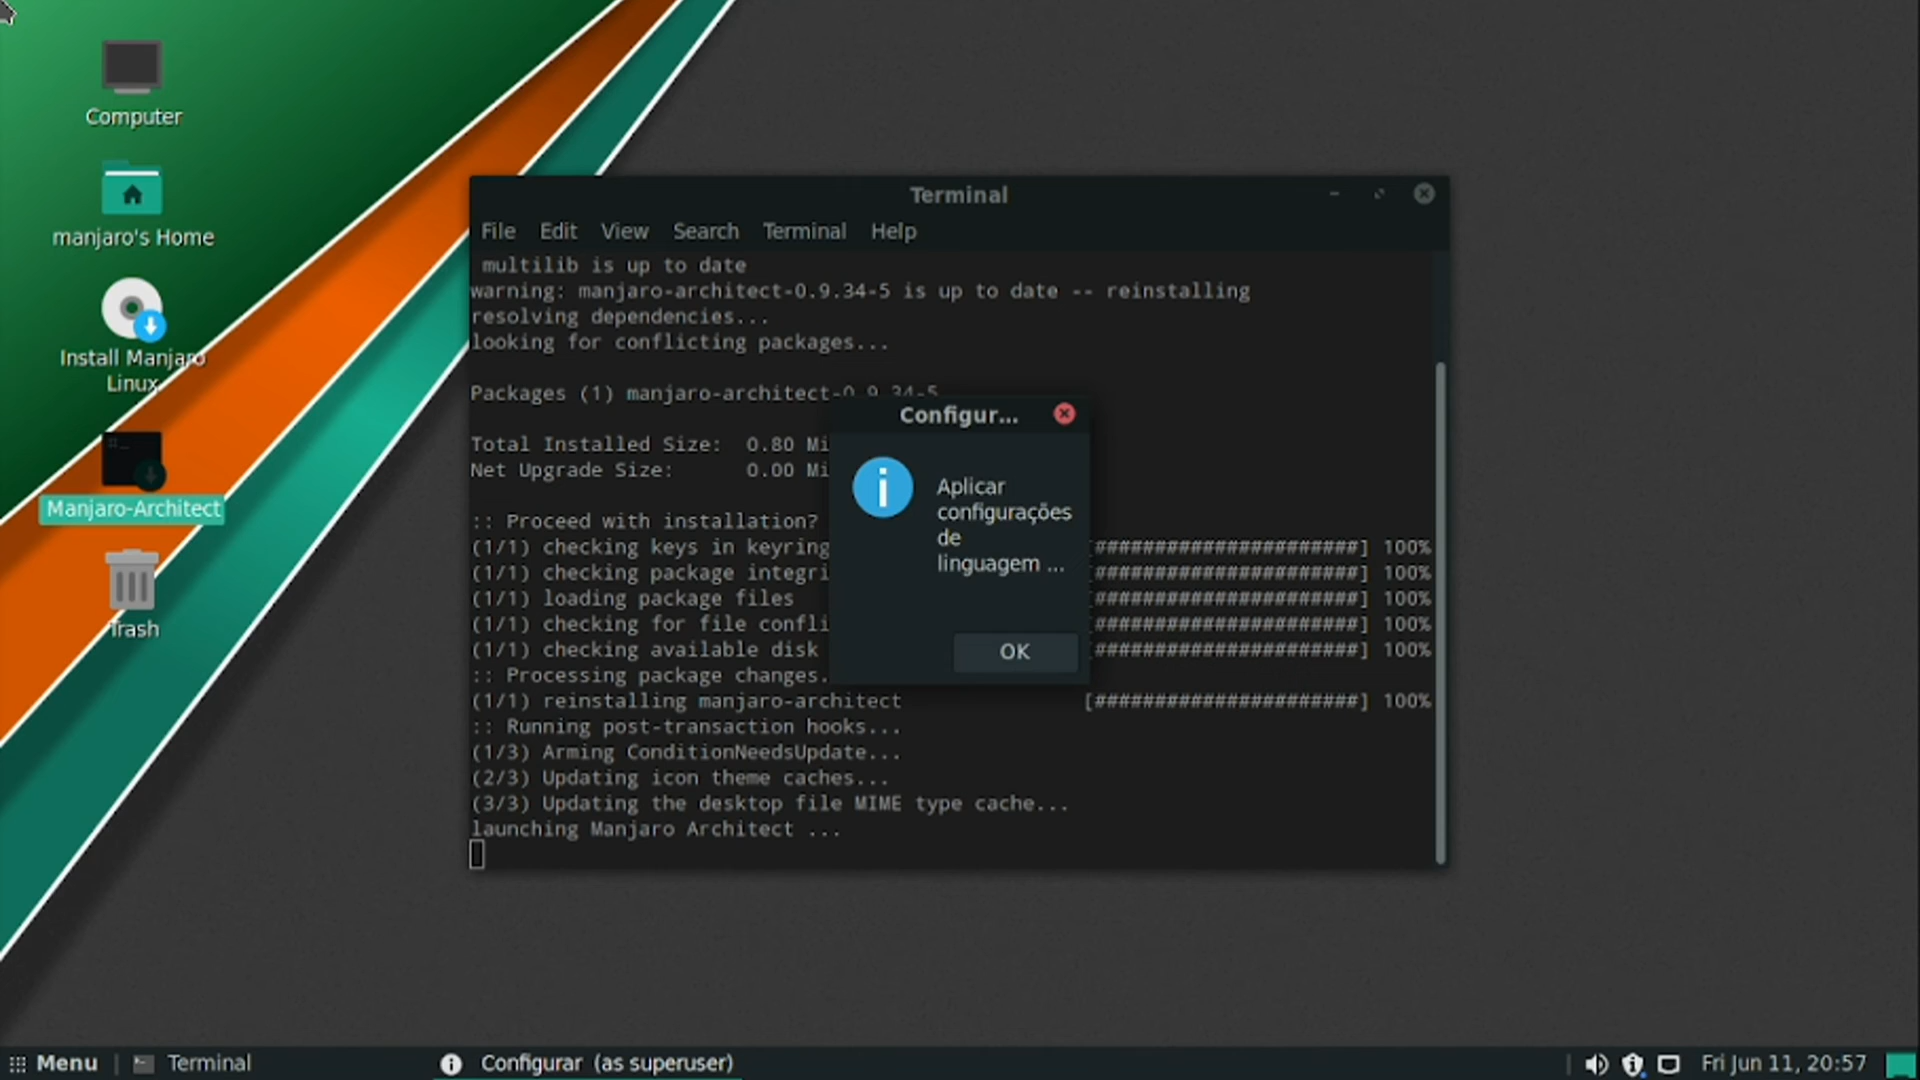 Computer
manjaro's Home
Install Manjaro
Linux
Manjaro-Architect
Trash
Terminal
File Edit View Search Terminal Help
multilib is up to date
warning: manjaro-architect-0.9.34-5 is up to date -- reinstalling
resolving dependencies...
looking for conflicting packages...
Packages (1) manjaro-architect-0.9.34-5
Total Installed Size: 0.80 Mi
Net Upgrade Size: 0.00 Mi
:: Proceed with installation?
(1/1) checking keys in keyring [######################] 100%
(1/1) checking package integri [######################] 100%
(1/1) loading package files [######################] 100%
(1/1) checking for file confli [######################] 100%
(1/1) checking available disk [######################] 100%
:: Processing package changes.
(1/1) reinstalling manjaro-architect [######################] 100%
:: Running post-transaction hooks...
(1/3) Arming ConditionNeedsUpdate...
(2/3) Updating icon theme caches...
(3/3) Updating the desktop file MIME type cache...
launching Manjaro Architect ...
Configur...
Aplicar
configurações
de
linguagem ...
OK
Menu Terminal Configurar (as superuser) Fri Jun 11, 20:57